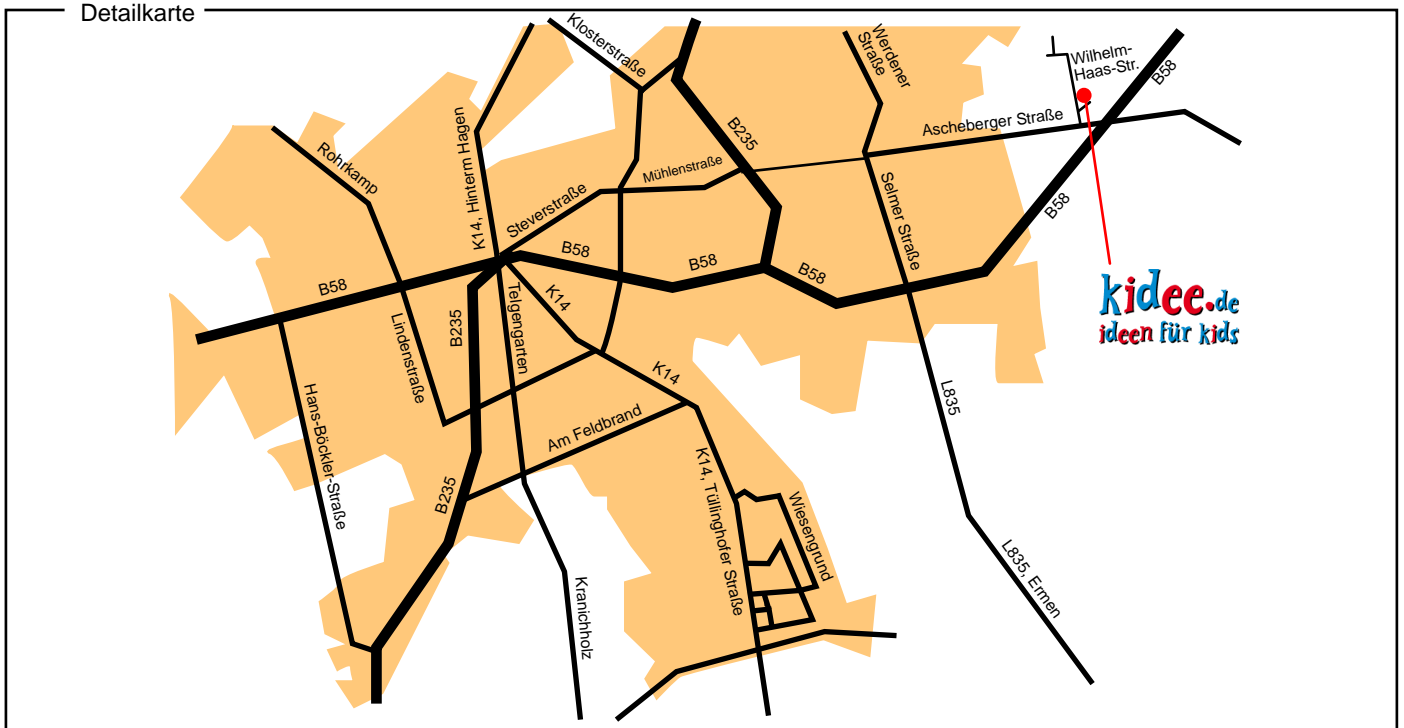 Detailkarte
Klosterstraße
Werdener
Straße
Wilhelm-
Haas-Str.
B58
B235
Ascheberger Straße
Rohrkamp
K14, Hinterm Hagen
Mühlenstraße
Steverstraße
Selmer Straße
B58
B58
B58
B58
B58
kidee.de
ideen für kids
K14
Telgengarten
B235
Lindenstraße
K14
L835
Hans-Böckler-Straße
Am Feldbrand
K14, Tüllinghofer Straße
B235
Wiesengrund
L835, Ermen
Kranichholz